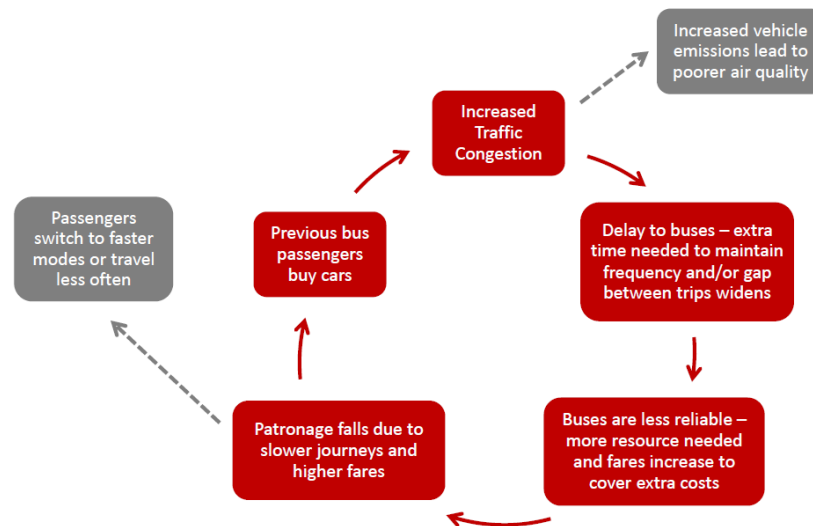 Increased vehicle
emissions lead to
poorer air quality
Increased
Traffic
Congestion
Passengers
switch to faster
modes or travel
less often
Previous bus
passengers
buy cars
Delay to buses – extra
time needed to maintain
frequency and/or gap
between trips widens
Patronage falls due to
slower journeys and
higher fares
Buses are less reliable –
more resource needed
and fares increase to
cover extra costs